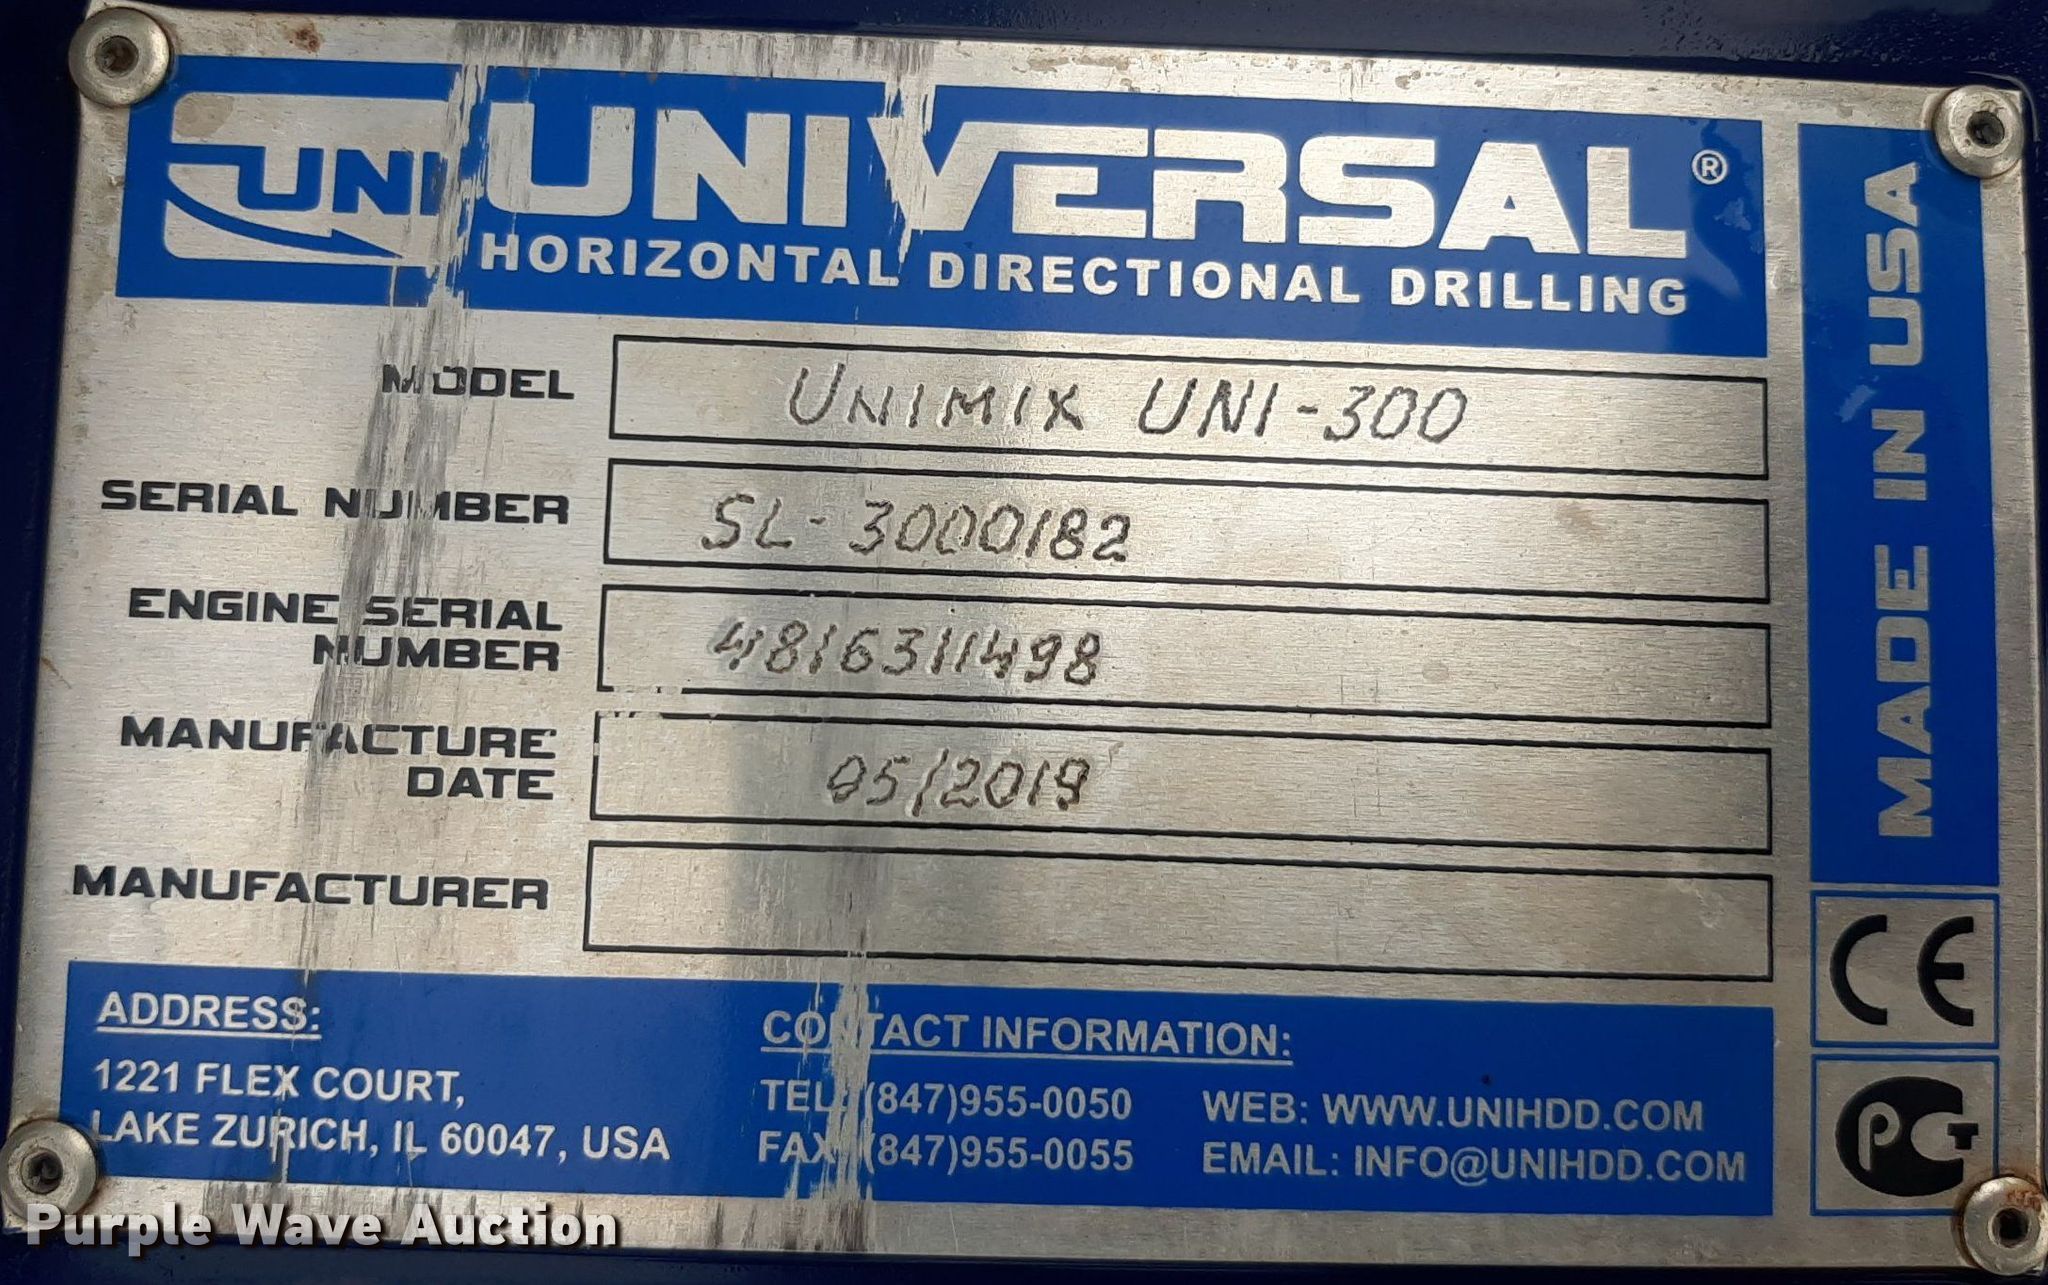 UNI UNIVERSAL®
HORIZONTAL DIRECTIONAL DRILLING
MODEL UNIMIX UNI-300
SERIAL NUMBER SL-3000182
ENGINE SERIAL
NUMBER 4816311498
MANUFACTURE
DATE 05/2019
MANUFACTURER
MADE IN USA
CE
PCT
ADDRESS:
1221 FLEX COURT,
LAKE ZURICH, IL 60047, USA
CONTACT INFORMATION:
TEL: (847)955-0050 WEB: WWW.UNIHDD.COM
FAX: (847)955-0055 EMAIL: INFO@UNIHDD.COM
Purple Wave Auction